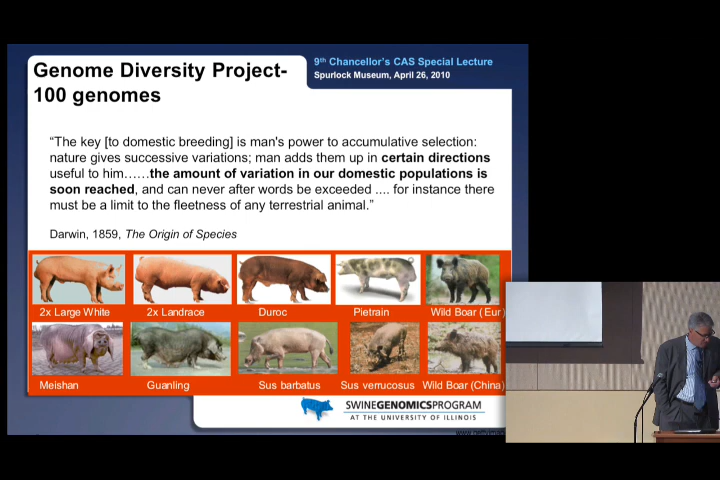 Genome Diversity Project-
100 genomes
9th Chancellor's CAS Special Lecture
Spurlock Museum, April 26, 2010
“The key [to domestic breeding] is man's power to accumulative selection:
nature gives successive variations; man adds them up in certain directions
useful to him……the amount of variation in our domestic populations is
soon reached, and can never after words be exceeded .... for instance there
must be a limit to the fleetness of any terrestrial animal.”
Darwin, 1859, The Origin of Species
2x Large White 2x Landrace Duroc Pietrain Wild Boar (Eur)
Meishan Guanling Sus barbatus Sus verrucosus Wild Boar (China)
SWINEGENOMICSPROGRAM
AT THE UNIVERSITY OF ILLINOIS